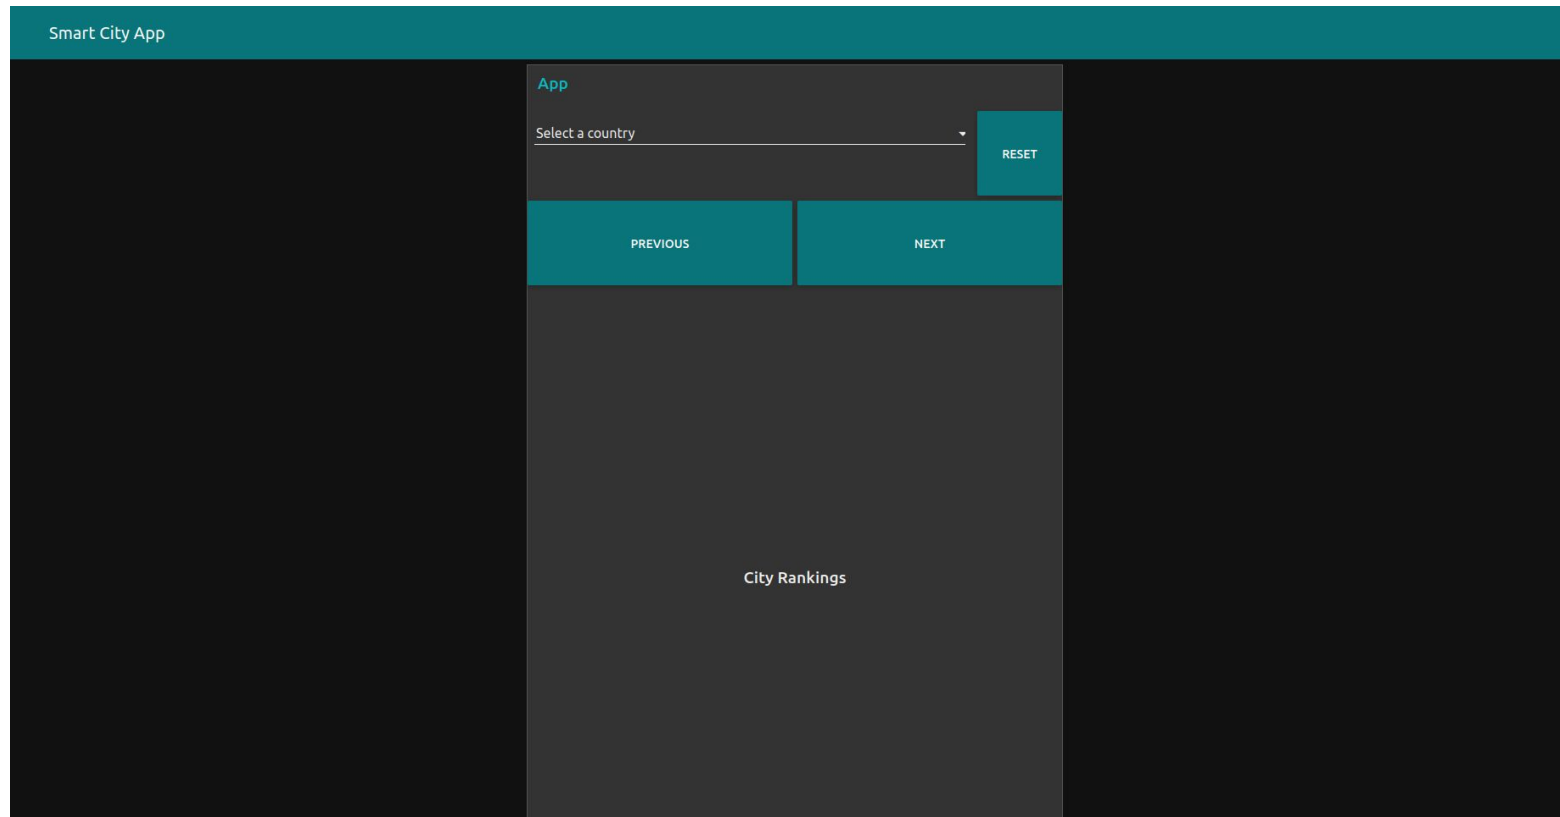 Smart City App
App
Select a country
RESET
PREVIOUS
NEXT
City Rankings